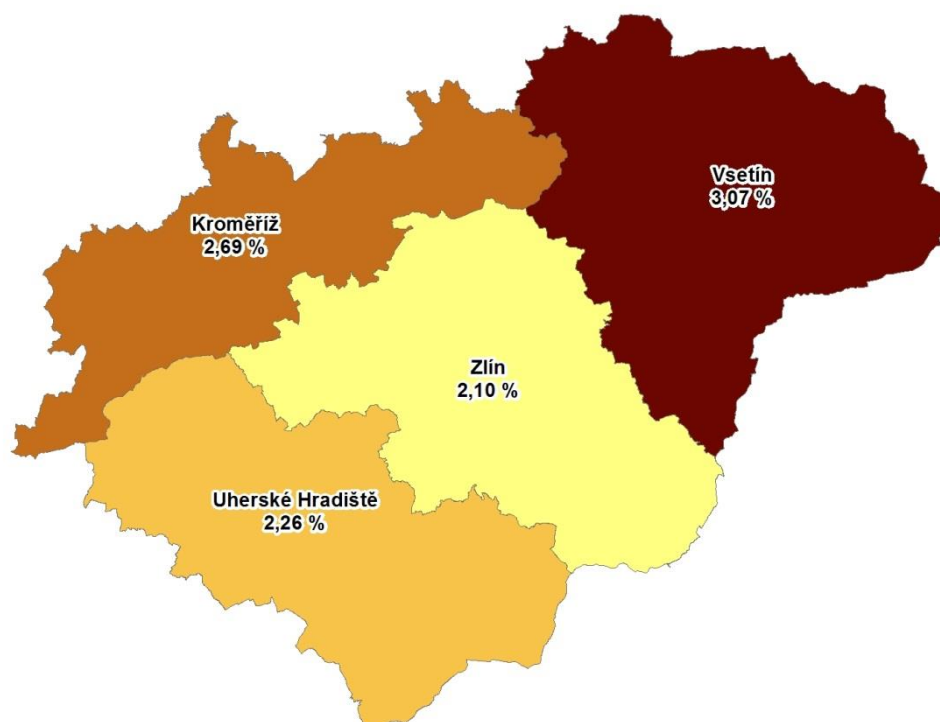 Vsetín
3,07 %
Kroměříž
2,69 %
Zlín
2,10 %
Uherské Hradiště
2,26 %